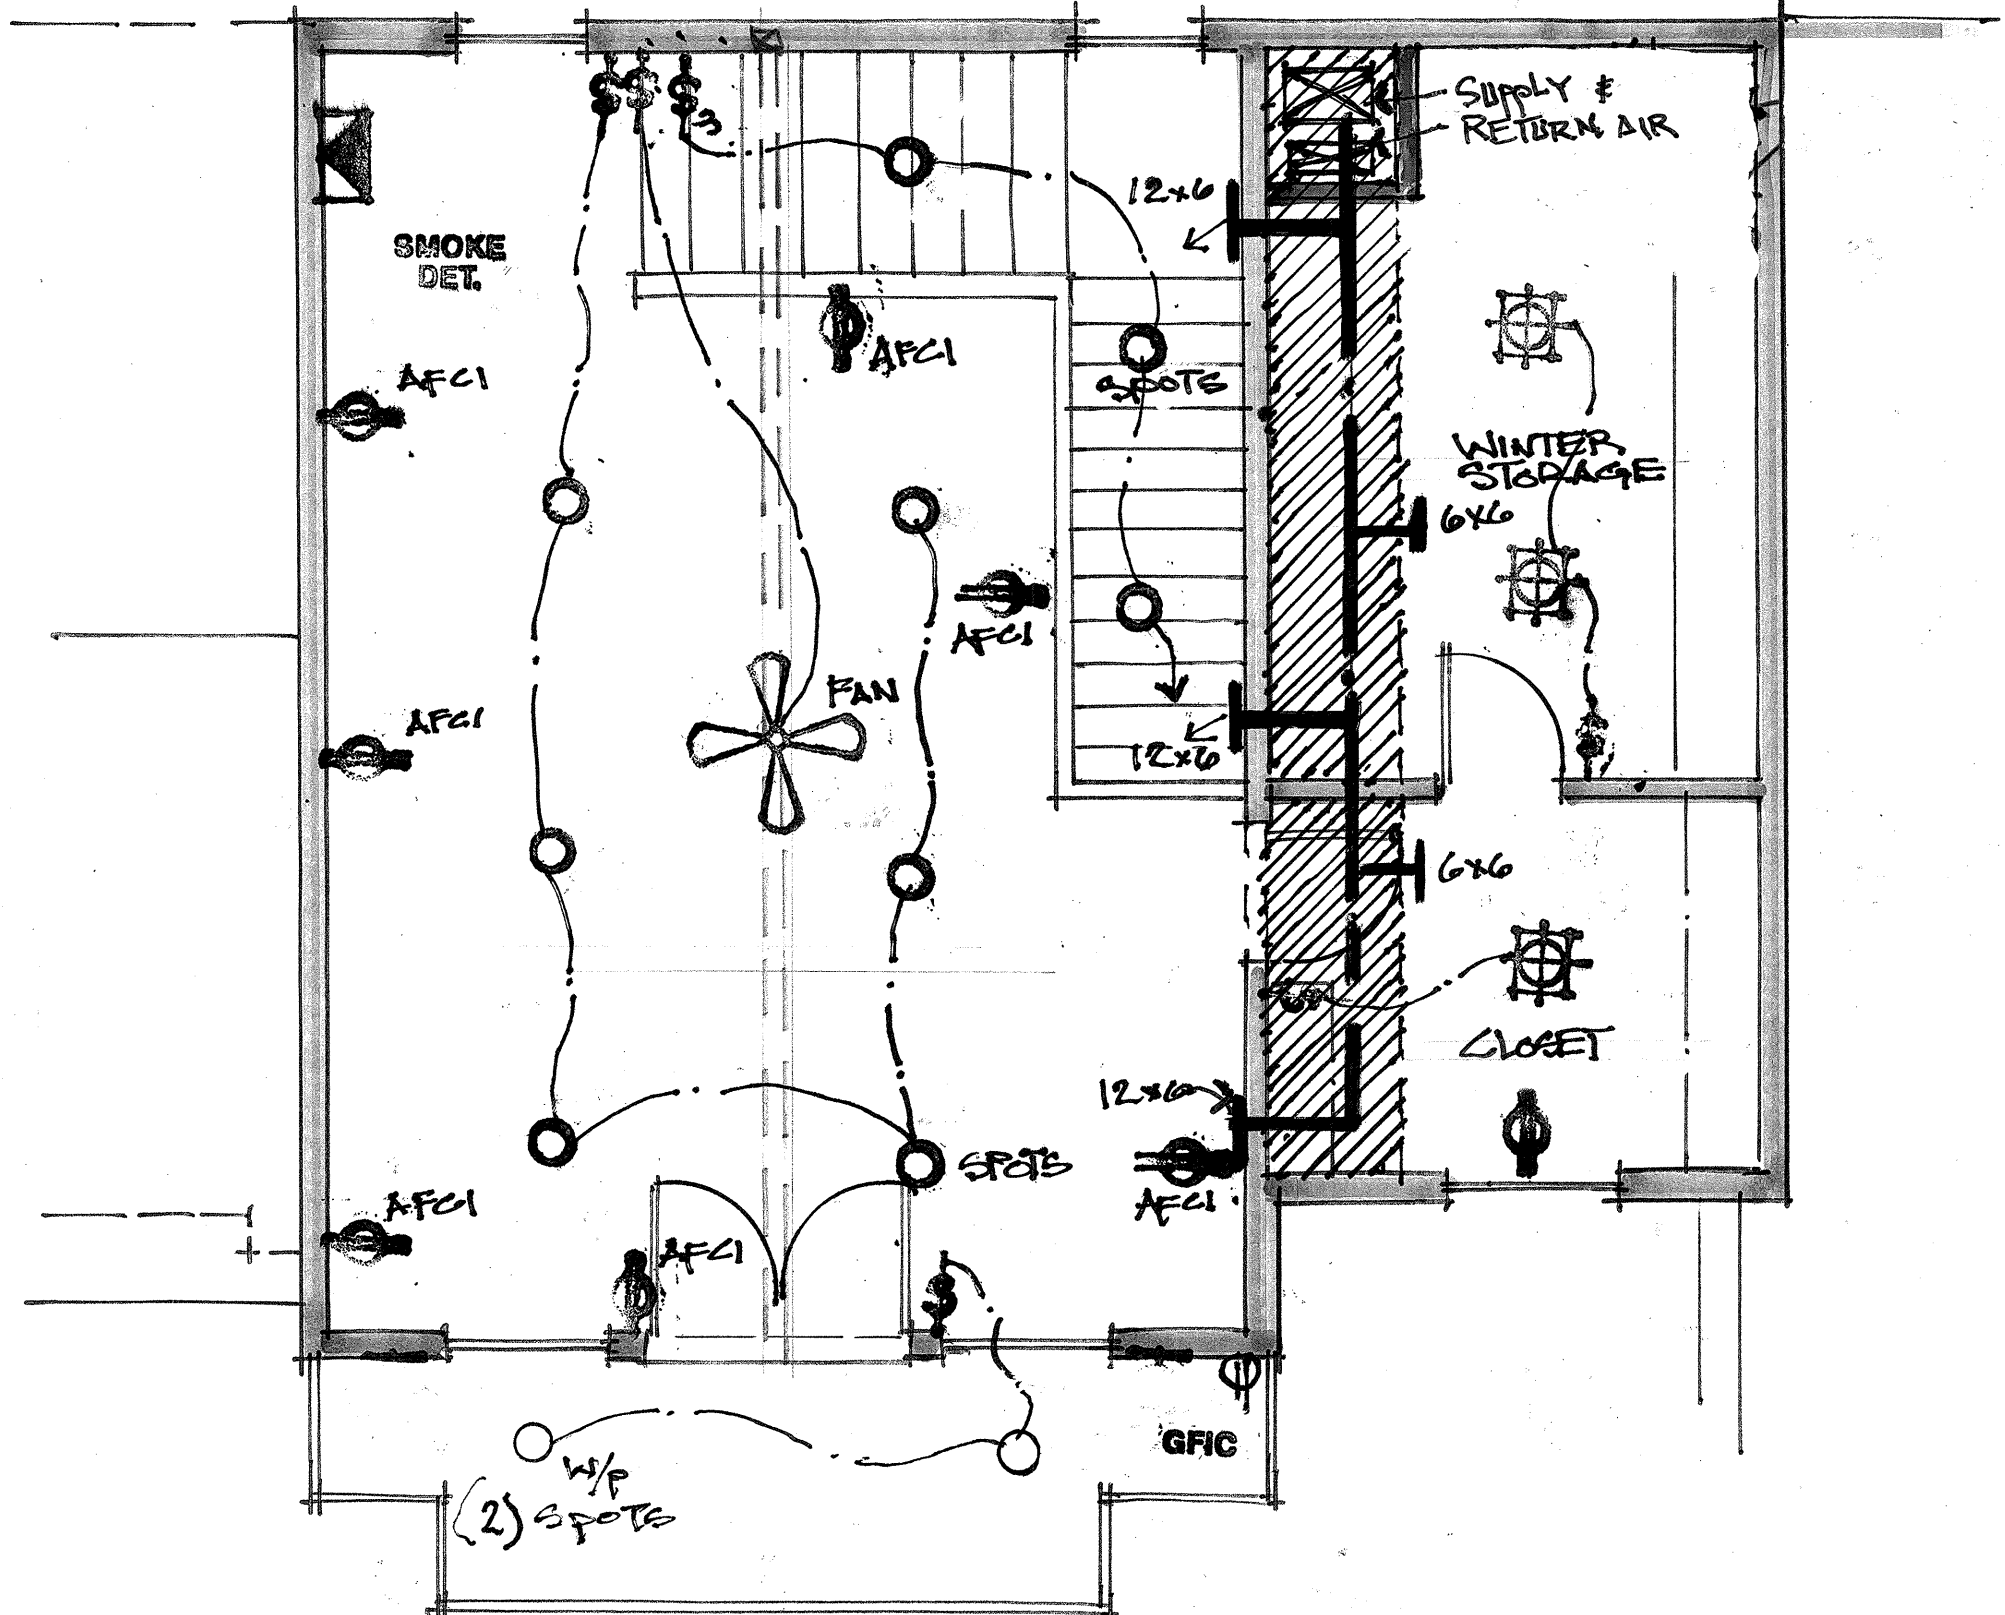 SUPPLY &
RETURN AIR
12x6
SMOKE
DET.
AFCI
AFCI
SPOTS
WINTER
STORAGE
6x6
AFCI
FAN
AFCI
12x6
6x6
CLOSET
12x6
SPOTS
AFCI
AFCI
AFCI
GFIC
W/P
(2) SPOTS
$ $ $3
$
$